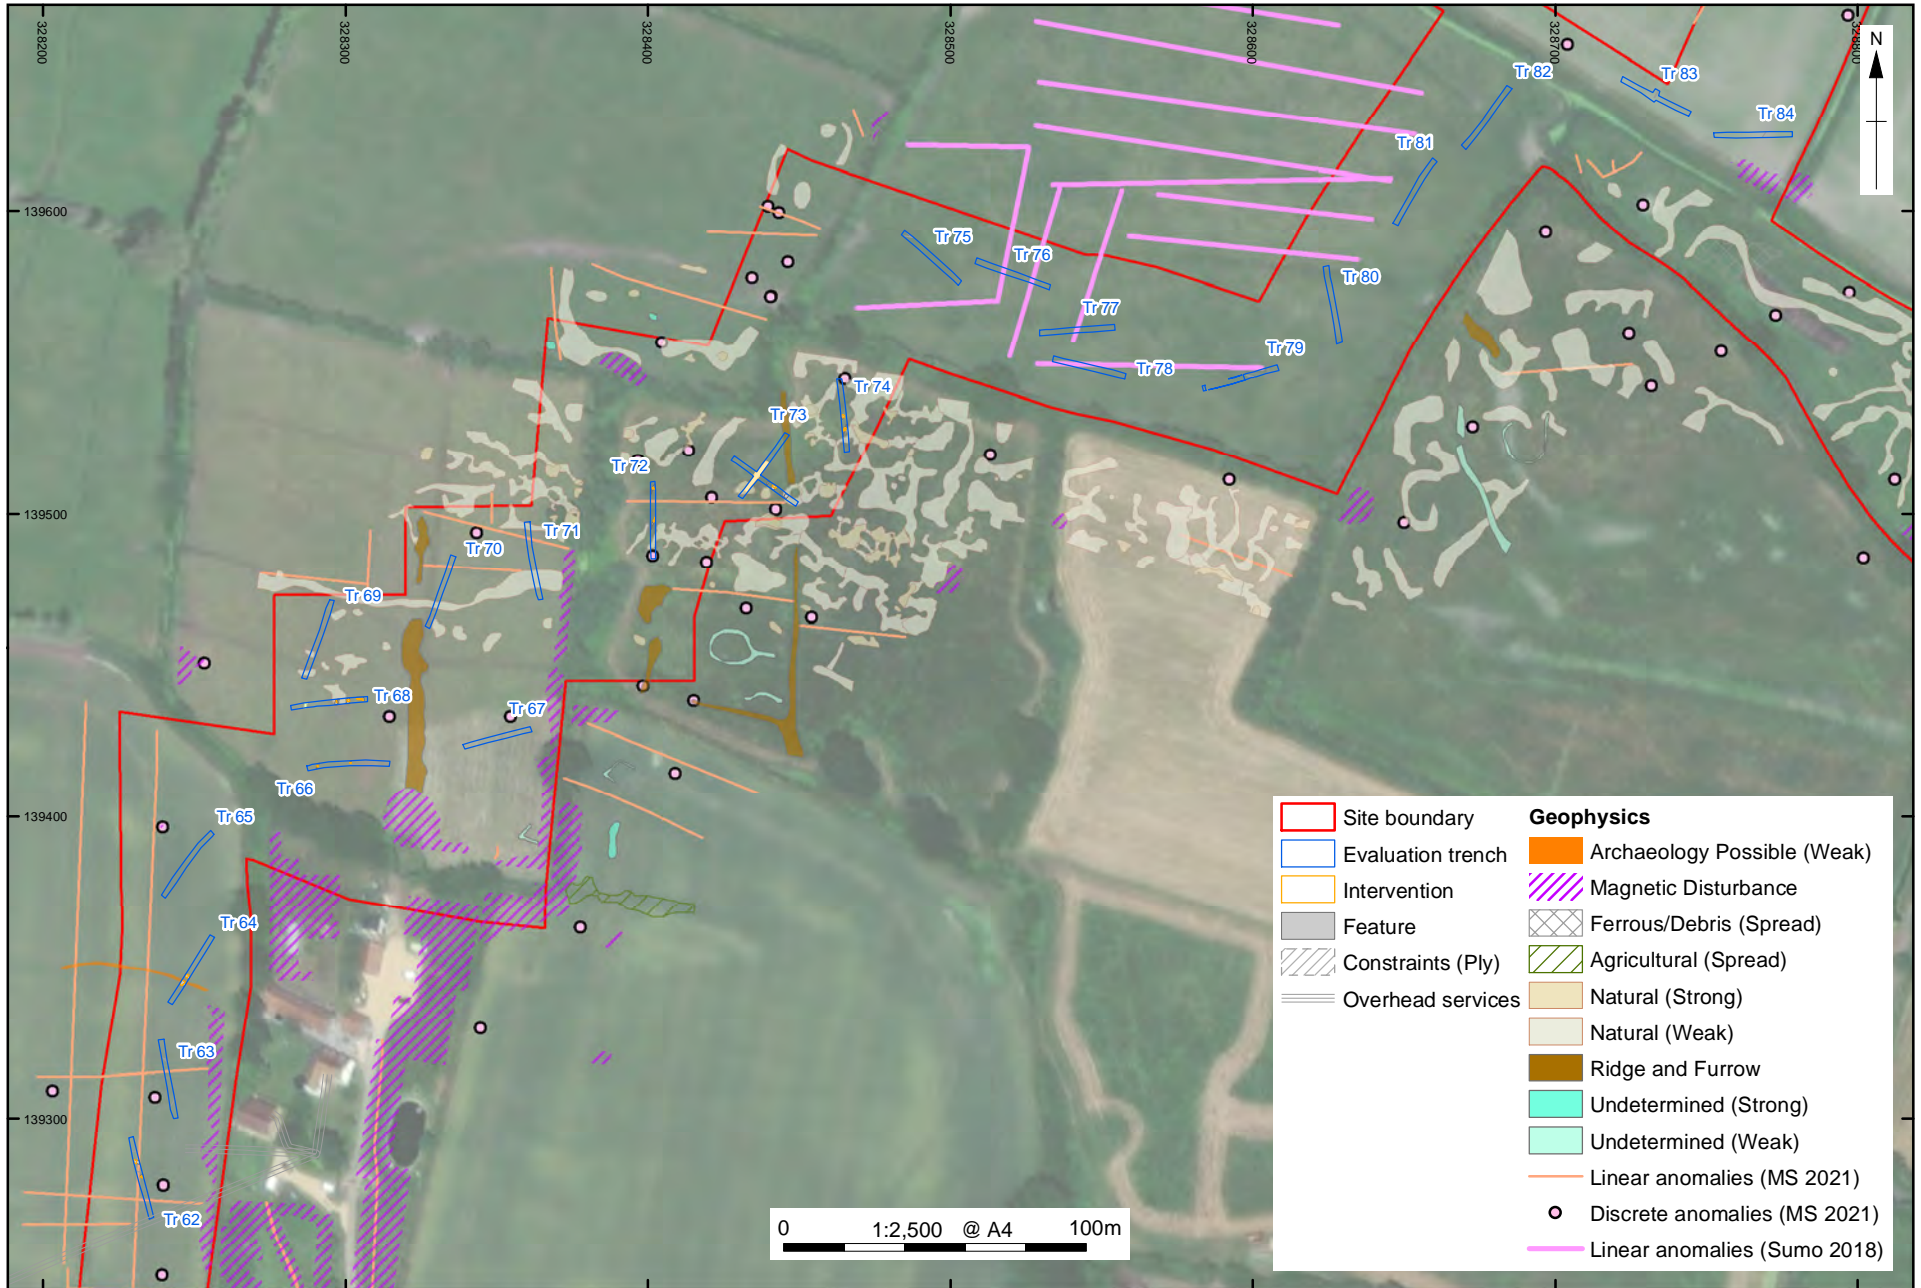 328200
328300
328400
328500
328600
328700
328800
N
Tr 82
Tr 83
Tr 84
Tr 81
139600
Tr 75
Tr 76
Tr 80
Tr 77
Tr 79
Tr 78
Tr 74
Tr 73
Tr 72
139500
Tr 71
Tr 70
Tr 69
Tr 68
Tr 67
Tr 66
Tr 65
139400
Tr 64
Tr 63
139300
Tr 62
Site boundary
Evaluation trench
Intervention
Feature
Constraints (Ply)
Overhead services
Geophysics
Archaeology Possible (Weak)
Magnetic Disturbance
Ferrous/Debris (Spread)
Agricultural (Spread)
Natural (Strong)
Natural (Weak)
Ridge and Furrow
Undetermined (Strong)
Undetermined (Weak)
Linear anomalies (MS 2021)
Discrete anomalies (MS 2021)
Linear anomalies (Sumo 2018)
0 1:2,500 @ A4 100m